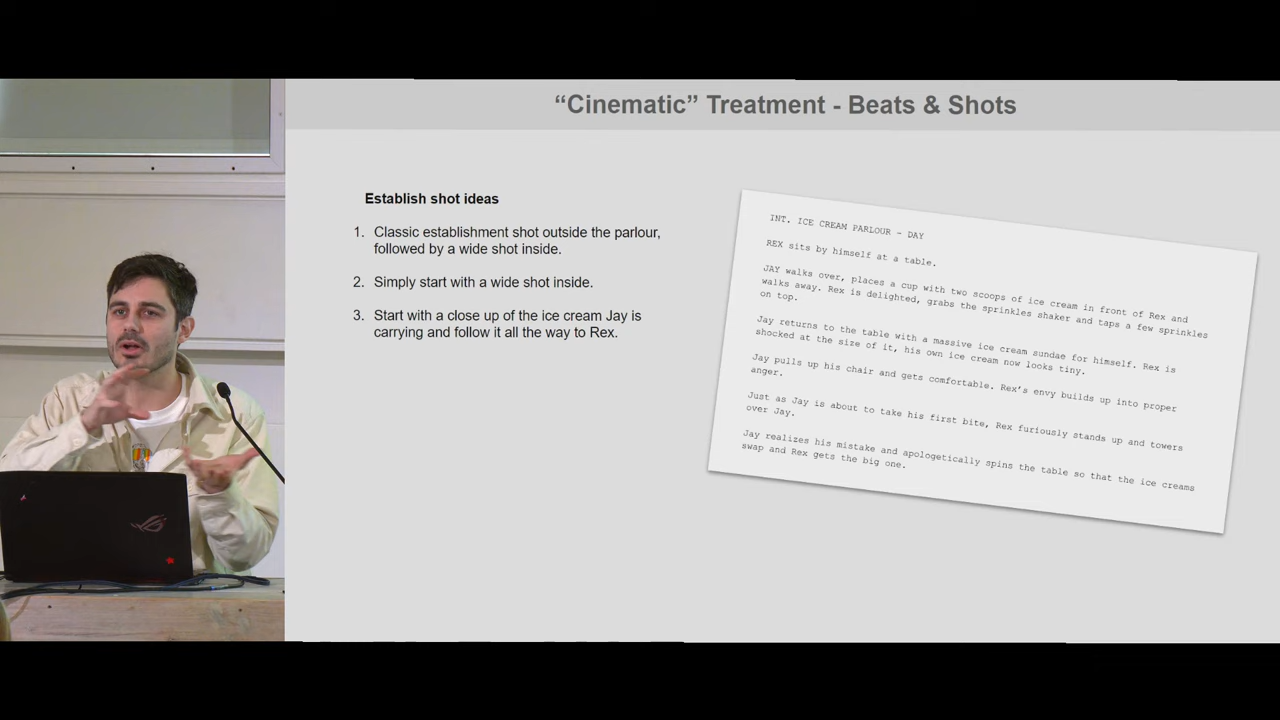 “Cinematic” Treatment - Beats & Shots
Establish shot ideas
1. Classic establishment shot outside the parlour,
followed by a wide shot inside.
2. Simply start with a wide shot inside.
3. Start with a close up of the ice cream Jay is
carrying and follow it all the way to Rex.
INT. ICE CREAM PARLOUR - DAY
REX sits by himself at a table.
JAY walks over, places a cup with two scoops of ice cream in front of Rex and
walks away. Rex is delighted, grabs the sprinkles shaker and taps a few sprinkles
on top.
Jay returns to the table with a massive ice cream sundae for himself. Rex is
shocked at the size of it, his own ice cream now looks tiny.
Jay pulls up his chair and gets comfortable. Rex's envy builds up into proper
anger.
Just as Jay is about to take his first bite, Rex furiously stands up and towers
over Jay.
Jay realizes his mistake and apologetically spins the table so that the ice creams
swap and Rex gets the big one.